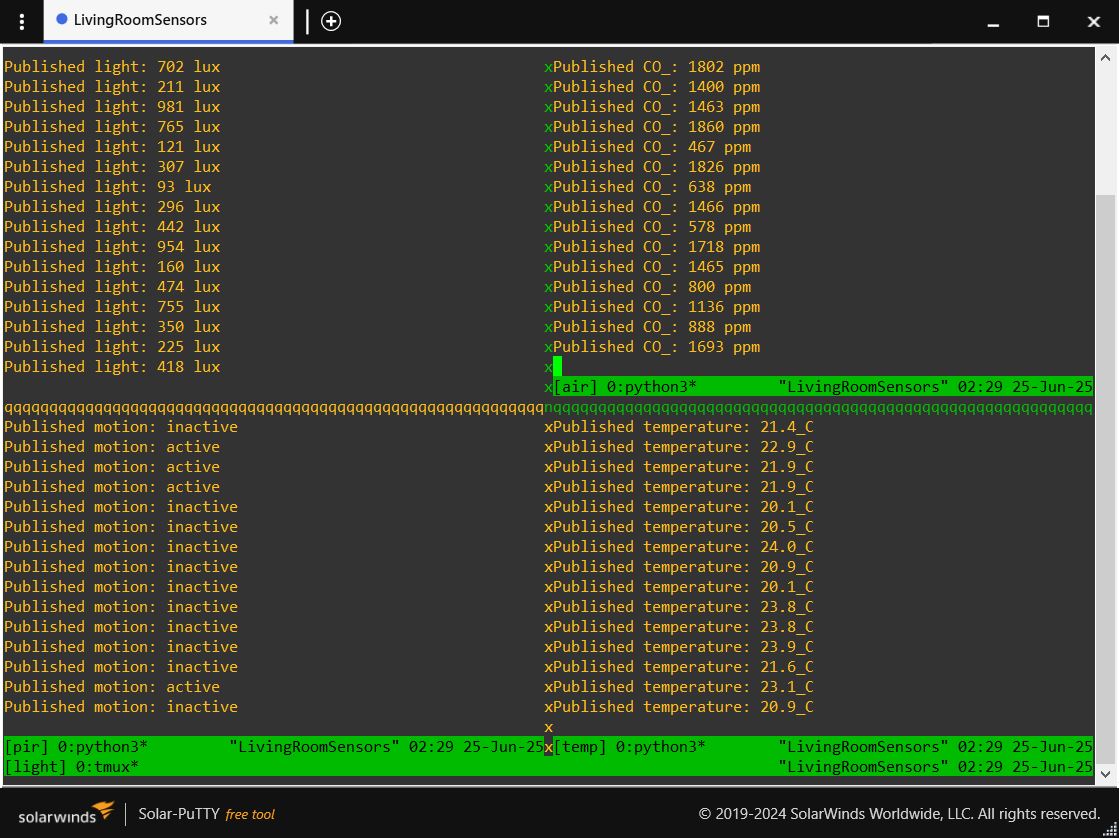 LivingRoomSensors
Published light: 702 lux
Published light: 211 lux
Published light: 981 lux
Published light: 765 lux
Published light: 121 lux
Published light: 307 lux
Published light: 93 lux
Published light: 296 lux
Published light: 442 lux
Published light: 954 lux
Published light: 160 lux
Published light: 474 lux
Published light: 755 lux
Published light: 350 lux
Published light: 225 lux
Published light: 418 lux
xPublished CO_: 1802 ppm
xPublished CO_: 1400 ppm
xPublished CO_: 1463 ppm
xPublished CO_: 1860 ppm
xPublished CO_: 467 ppm
xPublished CO_: 1826 ppm
xPublished CO_: 638 ppm
xPublished CO_: 1466 ppm
xPublished CO_: 578 ppm
xPublished CO_: 1718 ppm
xPublished CO_: 1465 ppm
xPublished CO_: 800 ppm
xPublished CO_: 1136 ppm
xPublished CO_: 888 ppm
xPublished CO_: 1693 ppm
x
x[air] 0:python3* "LivingRoomSensors" 02:29 25-Jun-25
qqqqqqqqqqqqqqqqqqqqqqqqqqqqqqqqqqqqqqqqqqqqqqqqqqqqqqqqqqqqnqqqqqqqqqqqqqqqqqqqqqqqqqqqqqqqqqqqqqqqqqqqqqqqqqqqqqqqqqqqq
Published motion: inactive
Published motion: active
Published motion: active
Published motion: active
Published motion: inactive
Published motion: inactive
Published motion: inactive
Published motion: inactive
Published motion: inactive
Published motion: inactive
Published motion: inactive
Published motion: inactive
Published motion: inactive
Published motion: active
Published motion: inactive
xPublished temperature: 21.4_C
xPublished temperature: 22.9_C
xPublished temperature: 21.9_C
xPublished temperature: 21.9_C
xPublished temperature: 20.1_C
xPublished temperature: 20.5_C
xPublished temperature: 24.0_C
xPublished temperature: 20.9_C
xPublished temperature: 20.1_C
xPublished temperature: 23.8_C
xPublished temperature: 23.8_C
xPublished temperature: 23.9_C
xPublished temperature: 21.6_C
xPublished temperature: 23.1_C
xPublished temperature: 20.9_C
x
[pir] 0:python3* "LivingRoomSensors" 02:29 25-Jun-25x[temp] 0:python3* "LivingRoomSensors" 02:29 25-Jun-25
[light] 0:tmux* "LivingRoomSensors" 02:29 25-Jun-25
solarwinds Solar-PuTTY free tool © 2019-2024 SolarWinds Worldwide, LLC. All rights reserved.